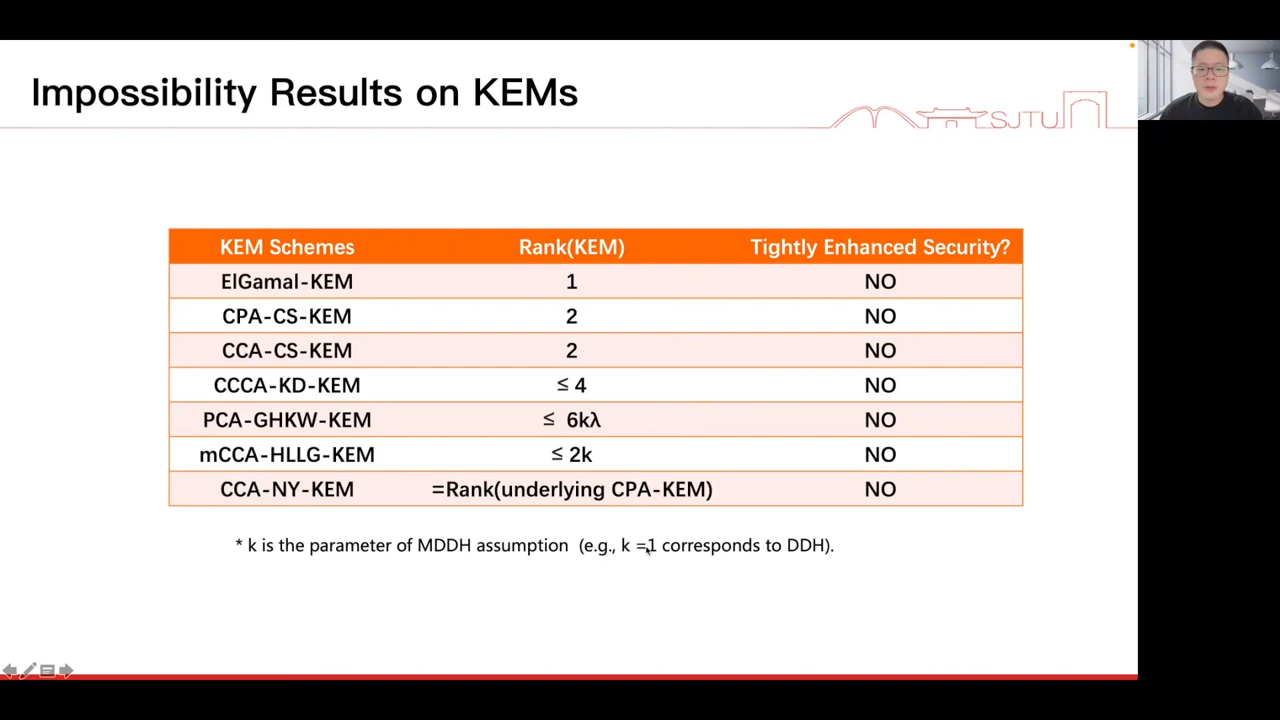 Impossibility Results on KEMs
SJTU
KEM Schemes Rank(KEM) Tightly Enhanced Security?
ElGamal-KEM 1 NO
CPA-CS-KEM 2 NO
CCA-CS-KEM 2 NO
CCCA-KD-KEM ≤ 4 NO
PCA-GHKW-KEM ≤ 6kλ NO
mCCA-HLLG-KEM ≤ 2k NO
CCA-NY-KEM =Rank(underlying CPA-KEM) NO
* k is the parameter of MDDH assumption (e.g., k =1 corresponds to DDH).